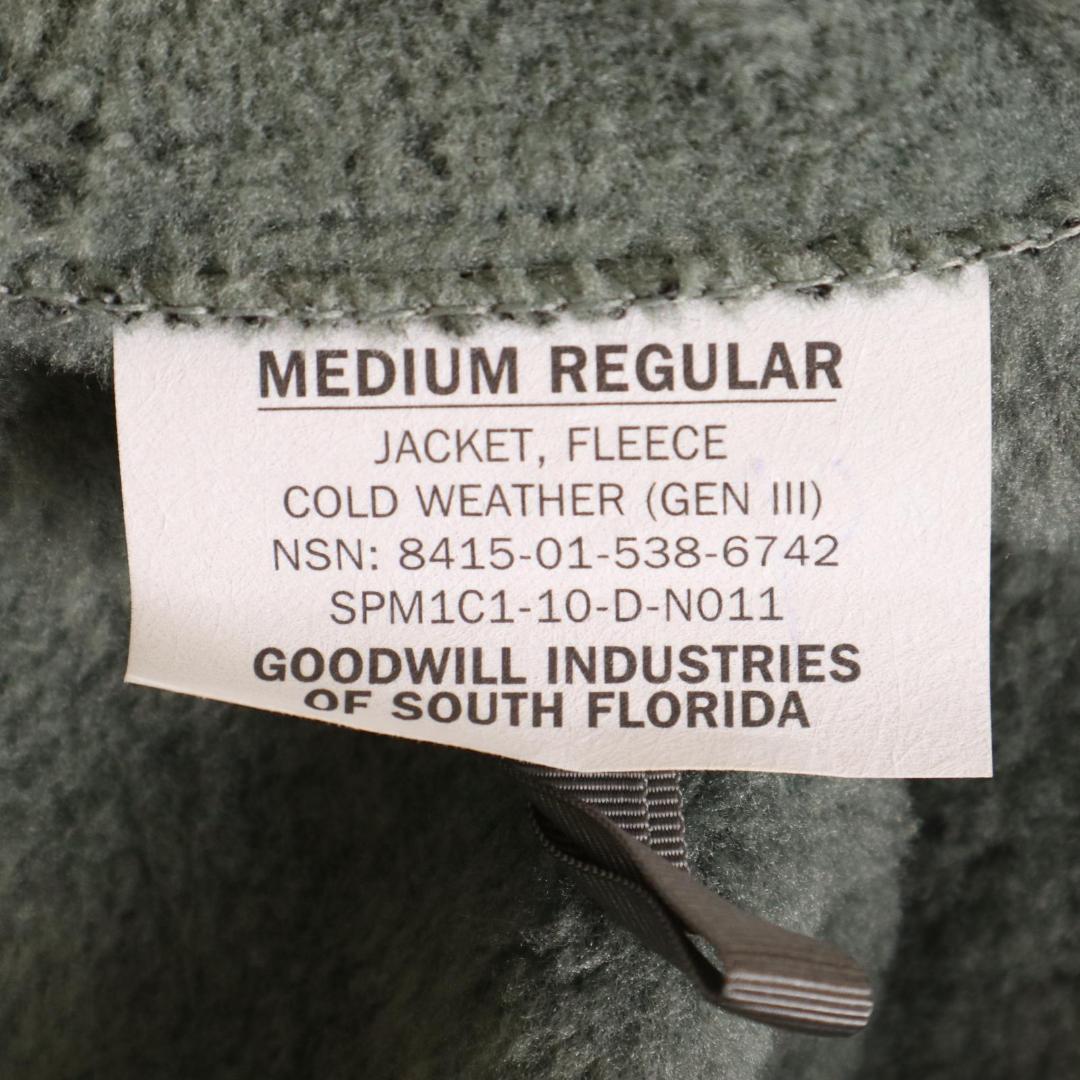 MEDIUM REGULAR
JACKET, FLEECE
COLD WEATHER (GEN III)
NSN: 8415-01-538-6742
SPM1C1-10-D-N011
GOODWILL INDUSTRIES
OF SOUTH FLORIDA